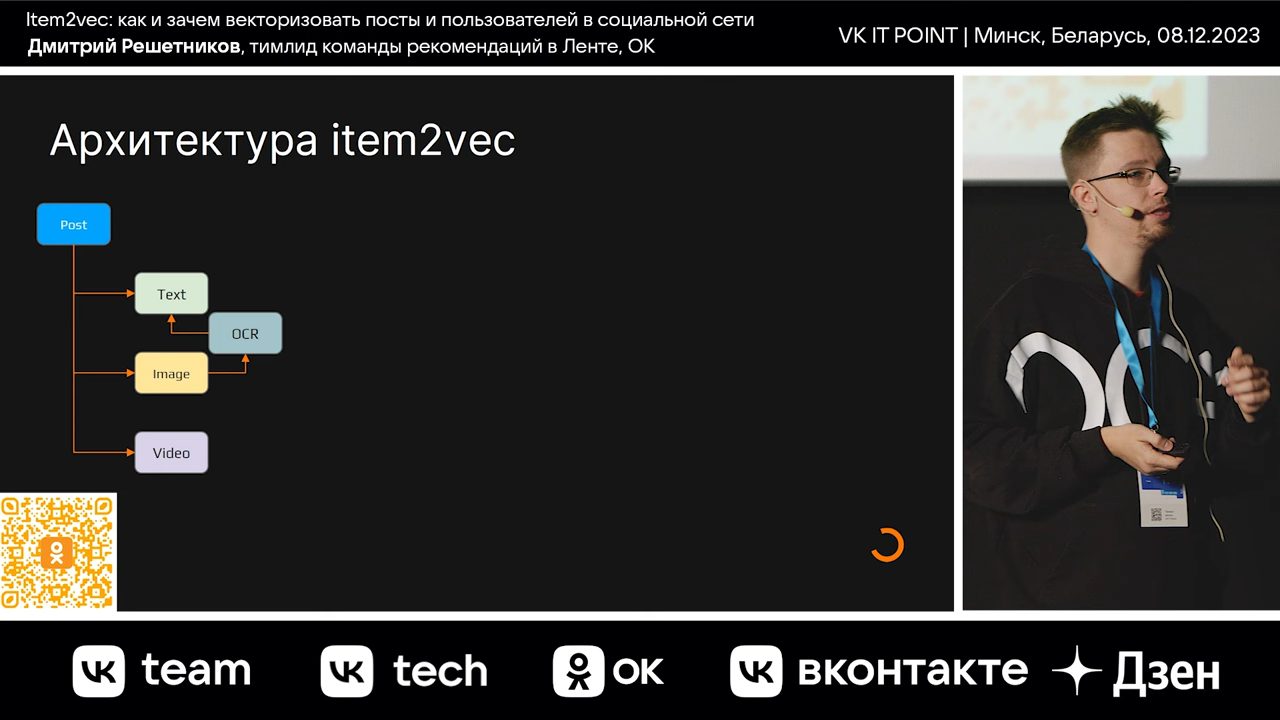 Item2vec: как и зачем векторизовать посты и пользователей в социальной сети
Дмитрий Решетников, тимлид команды рекомендаций в Ленте, ОК
VK IT POINT | Минск, Беларусь, 08.12.2023
Архитектура item2vec
Post
Text
OCR
Image
Video
team
tech
ок
вконтакте
Дзен